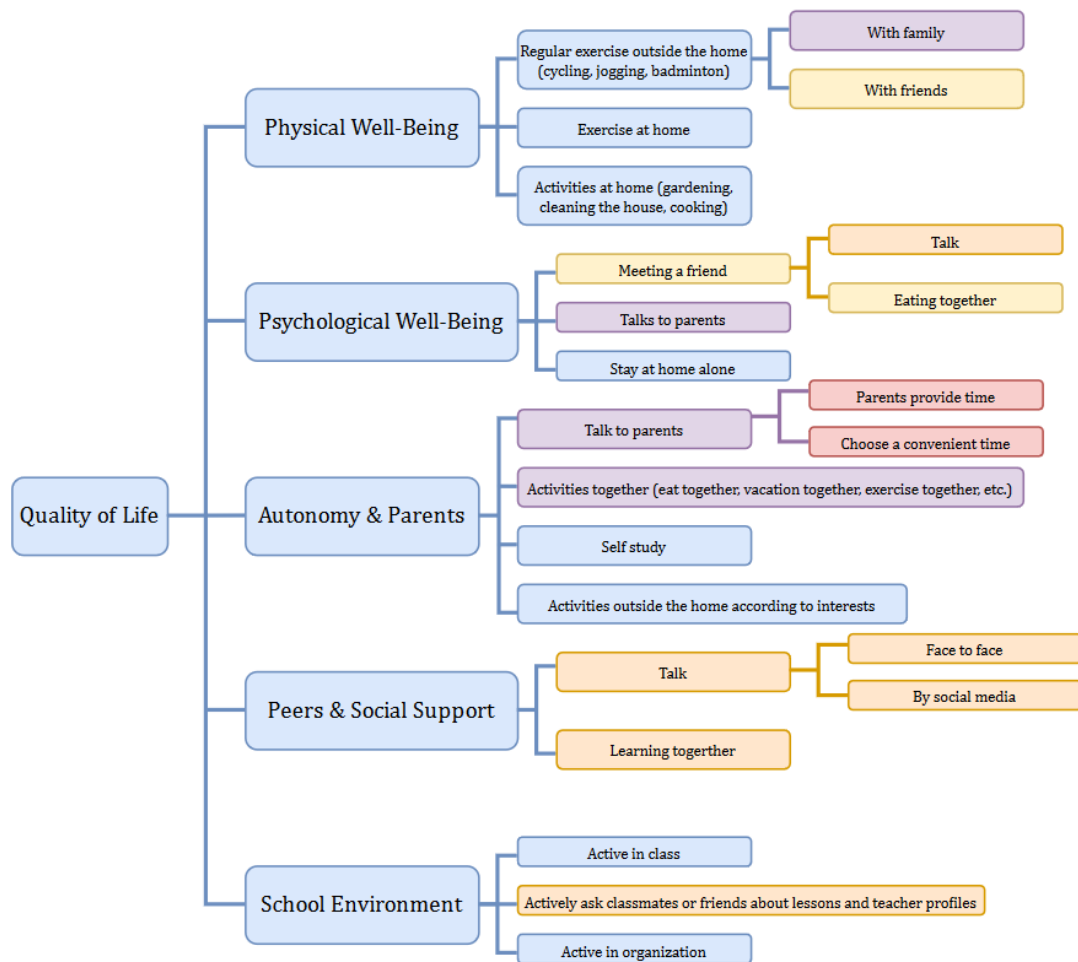 Quality of Life
Physical Well-Being
Regular exercise outside the home
(cycling, jogging, badminton)
With family
With friends
Exercise at home
Activities at home (gardening,
cleaning the house, cooking)
Psychological Well-Being
Meeting a friend
Talk
Eating together
Talks to parents
Stay at home alone
Autonomy & Parents
Talk to parents
Parents provide time
Choose a convenient time
Activities together (eat together, vacation together, exercise together, etc.)
Self study
Activities outside the home according to interests
Peers & Social Support
Talk
Face to face
By social media
Learning togerther
School Environment
Active in class
Actively ask classmates or friends about lessons and teacher profiles
Active in organization